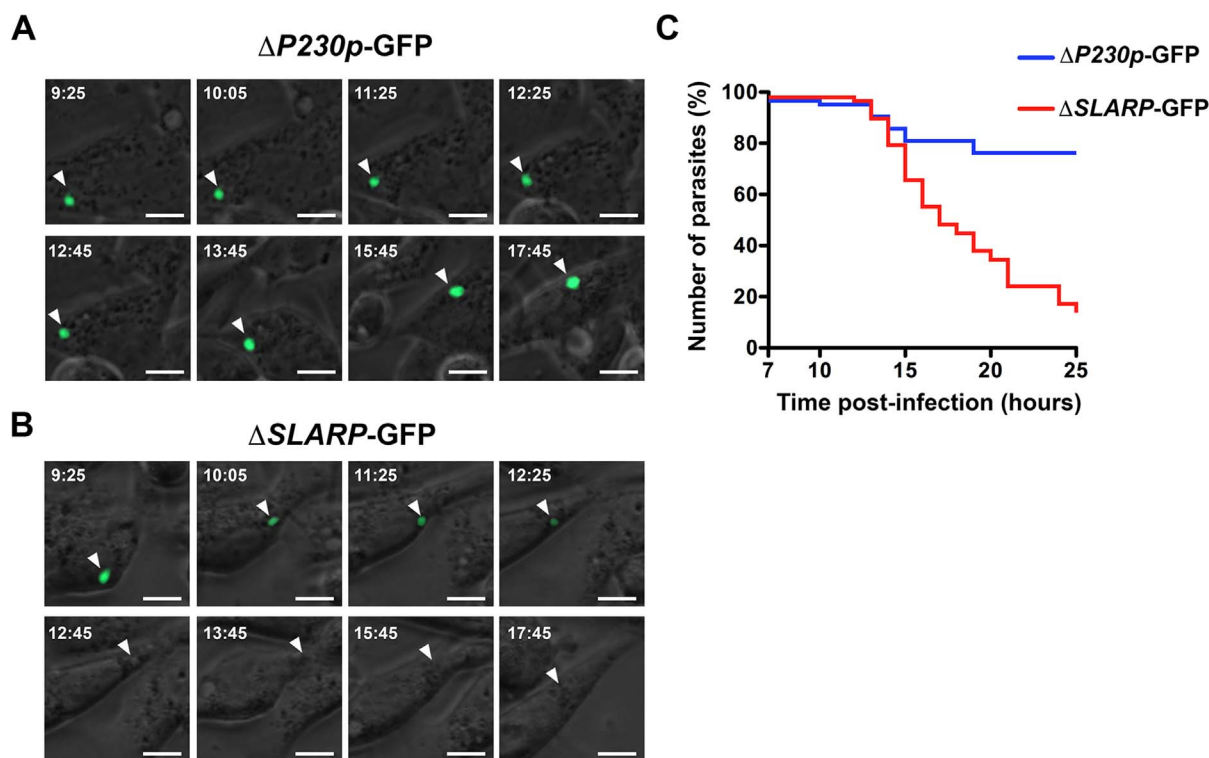 A
ΔP230p-GFP
9:25
10:05
11:25
12:25
12:45
13:45
15:45
17:45
B
ΔSLARP-GFP
9:25
10:05
11:25
12:25
12:45
13:45
15:45
17:45
C
ΔP230p-GFP
ΔSLARP-GFP
Number of parasites (%)
100
80
60
40
20
0
7 10 15 20 25
Time post-infection (hours)